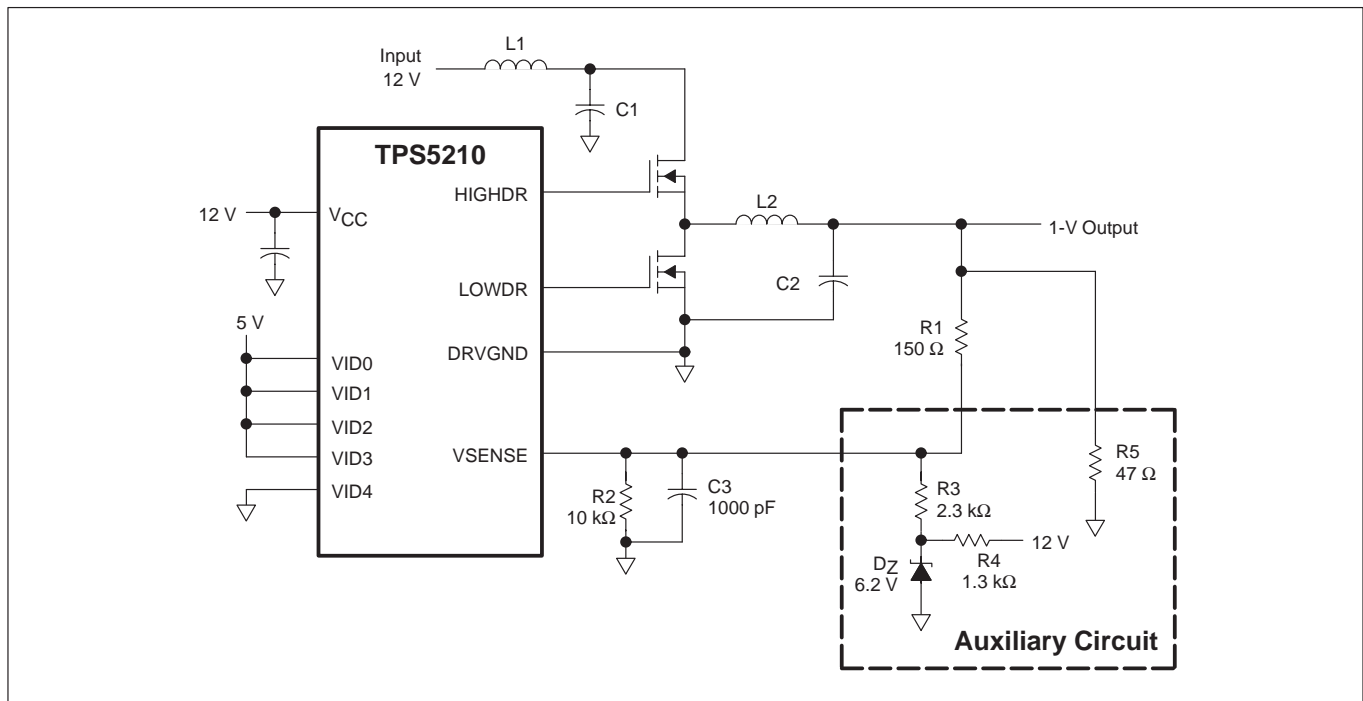 L1
Input
12 V
C1
TPS5210
HIGHDR
12 V
VCC
L2
1-V Output
LOWDR
C2
5 V
R1
150 Ω
DRVGND
VID0
VID1
VID2
VID3
VSENSE
R5
47 Ω
VID4
R2
10 kΩ
C3
1000 pF
R3
2.3 kΩ
12 V
R4
1.3 kΩ
DZ
6.2 V
Auxiliary Circuit